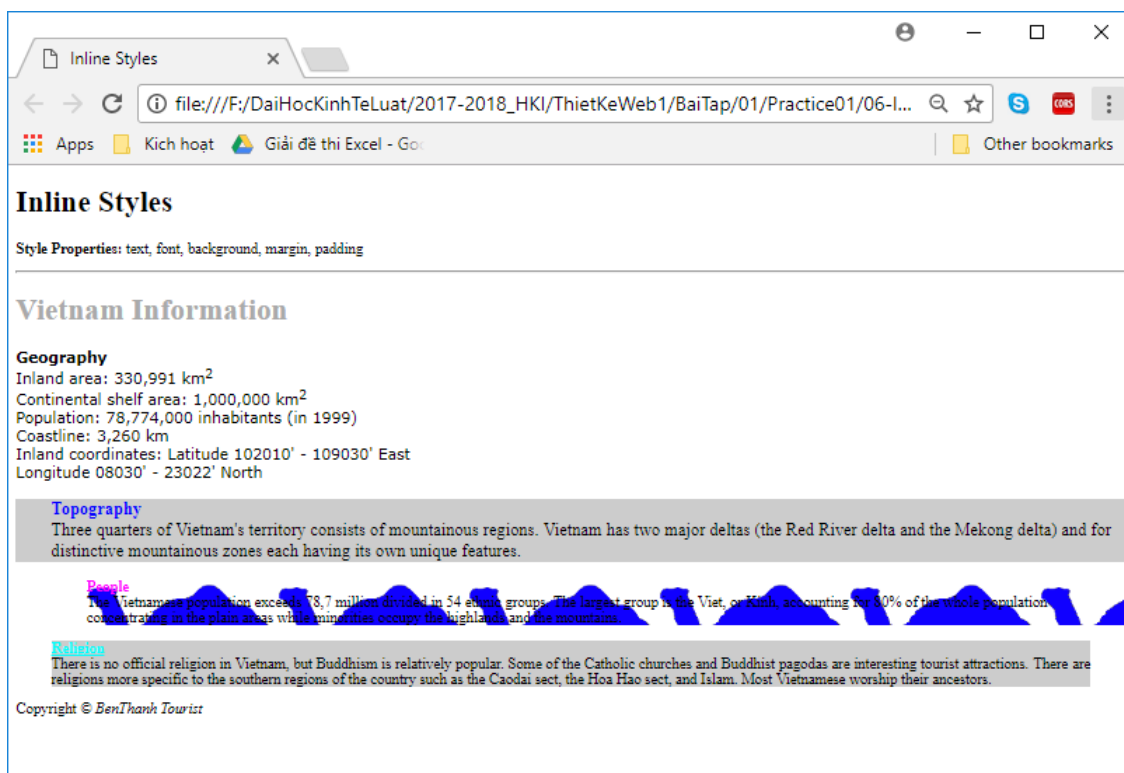 Inline Styles
file:///F:/DaiHocKinhTeLuat/2017-2018_HKI/ThietKeWeb1/BaiTap/01/Practice01/06-I...
CORS
Apps Kich hoạt Giải đề thi Excel - Goo
Other bookmarks
Inline Styles
Style Properties: text, font, background, margin, padding
Vietnam Information
Geography
Inland area: 330,991 km²
Continental shelf area: 1,000,000 km²
Population: 78,774,000 inhabitants (in 1999)
Coastline: 3,260 km
Inland coordinates: Latitude 102010' - 109030' East
Longitude 08030' - 23022' North
Topography
Three quarters of Vietnam's territory consists of mountainous regions. Vietnam has two major deltas (the Red River delta and the Mekong delta) and for
distinctive mountainous zones each having its own unique features.
People
The Vietnamese population exceeds 78,7 million divided in 54 ethnic groups. The largest group is the Viet, or Kinh, accounting for 80% of the whole population
concentrating in the plain areas while minorities occupy the highlands and the mountains.
Religion
There is no official religion in Vietnam, but Buddhism is relatively popular. Some of the Catholic churches and Buddhist pagodas are interesting tourist attractions. There are
religions more specific to the southern regions of the country such as the Caodai sect, the Hoa Hao sect, and Islam. Most Vietnamese worship their ancestors.
Copyright © BenThanh Tourist